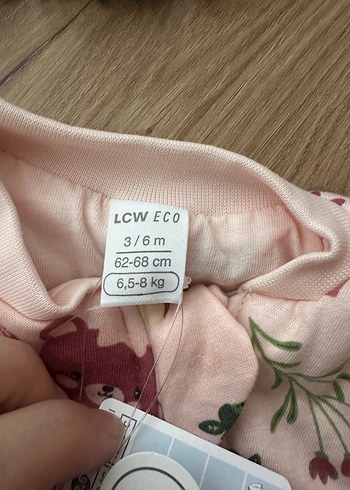 LCW ECO
3 / 6 m
62-68 cm
6,5-8 kg